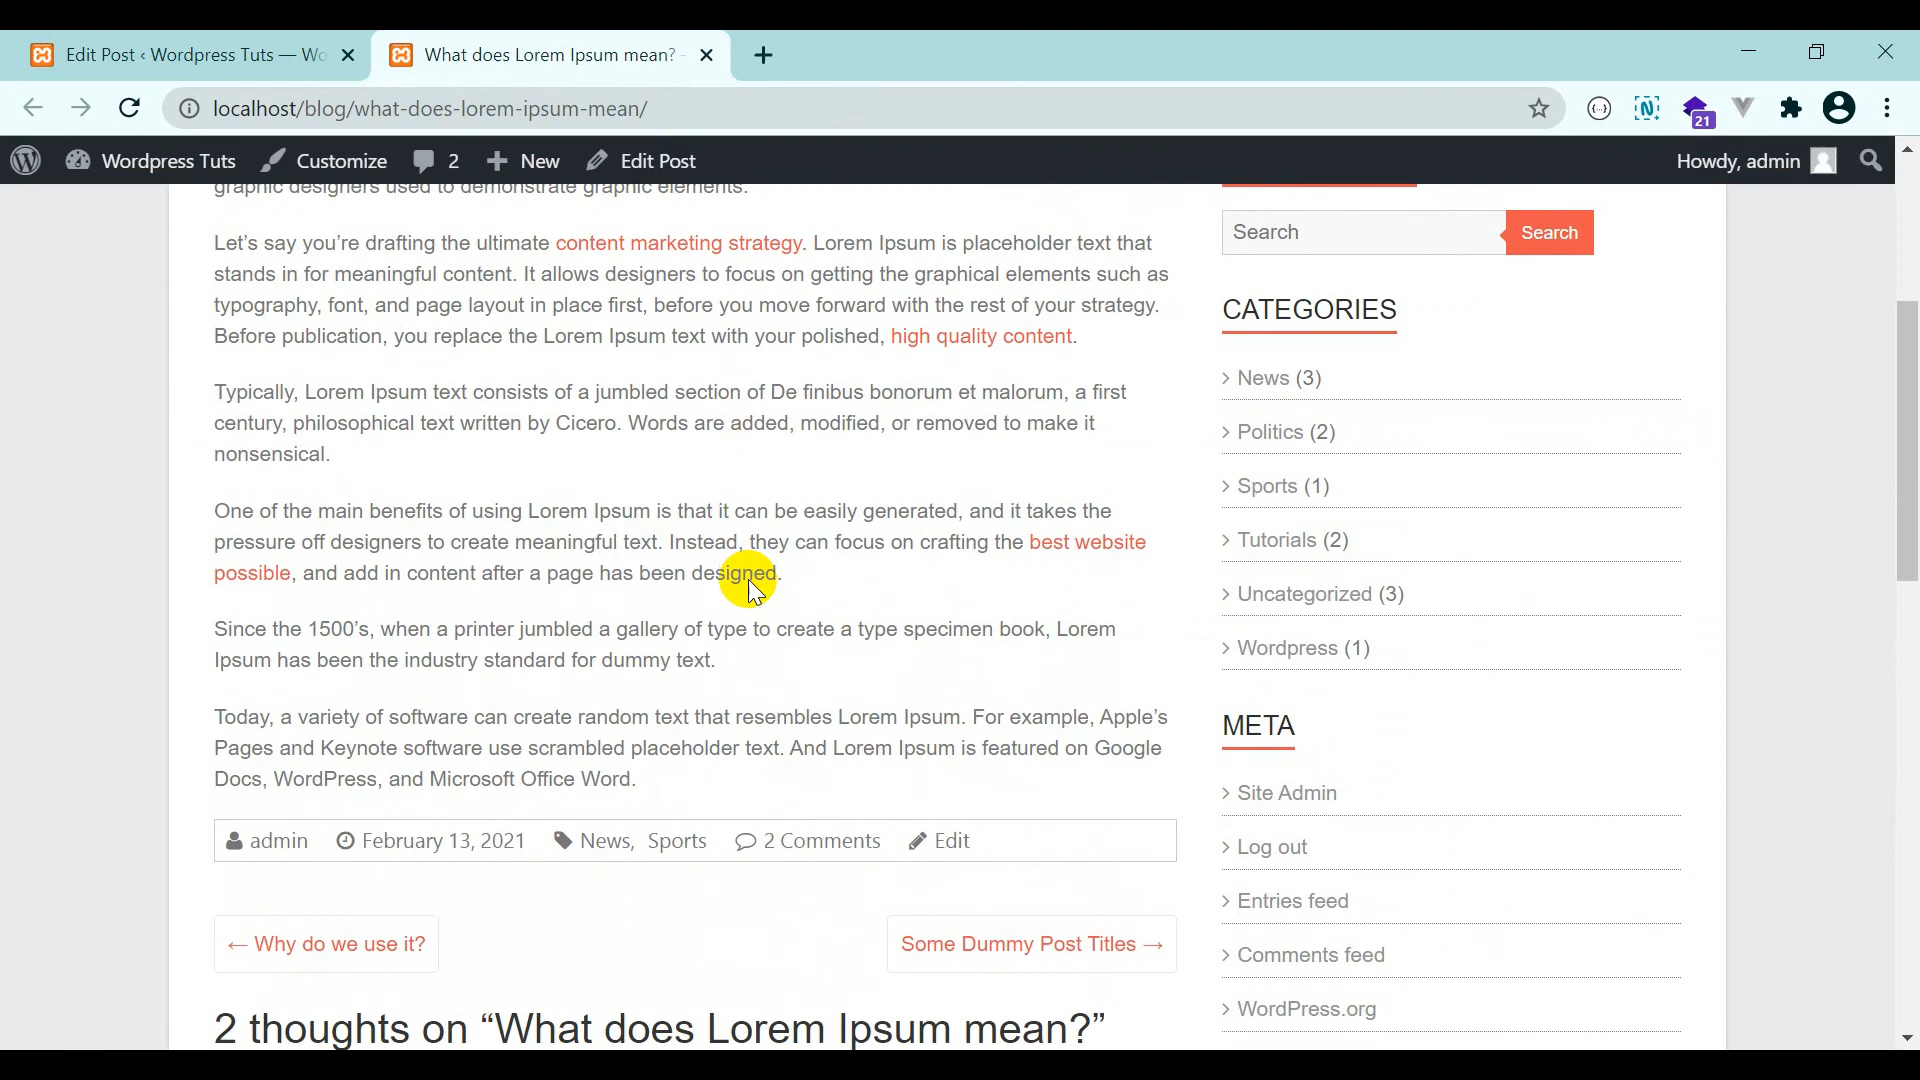 Edit Post ‹ Wordpress Tuts — Wo
What does Lorem Ipsum mean? -
localhost/blog/what-does-lorem-ipsum-mean/
21
Wordpress Tuts
Customize
2
New
Edit Post
Howdy, admin
graphic designers used to demonstrate graphic elements.
Let’s say you’re drafting the ultimate content marketing strategy. Lorem Ipsum is placeholder text that
stands in for meaningful content. It allows designers to focus on getting the graphical elements such as
typography, font, and page layout in place first, before you move forward with the rest of your strategy.
Before publication, you replace the Lorem Ipsum text with your polished, high quality content.
Typically, Lorem Ipsum text consists of a jumbled section of De finibus bonorum et malorum, a first
century, philosophical text written by Cicero. Words are added, modified, or removed to make it
nonsensical.
One of the main benefits of using Lorem Ipsum is that it can be easily generated, and it takes the
pressure off designers to create meaningful text. Instead, they can focus on crafting the best website
possible, and add in content after a page has been designed.
Since the 1500’s, when a printer jumbled a gallery of type to create a type specimen book, Lorem
Ipsum has been the industry standard for dummy text.
Today, a variety of software can create random text that resembles Lorem Ipsum. For example, Apple’s
Pages and Keynote software use scrambled placeholder text. And Lorem Ipsum is featured on Google
Docs, WordPress, and Microsoft Office Word.
admin February 13, 2021 News, Sports 2 Comments Edit
← Why do we use it?
Some Dummy Post Titles →
2 thoughts on “What does Lorem Ipsum mean?”
Search
Search
CATEGORIES
News (3)
Politics (2)
Sports (1)
Tutorials (2)
Uncategorized (3)
Wordpress (1)
META
Site Admin
Log out
Entries feed
Comments feed
WordPress.org